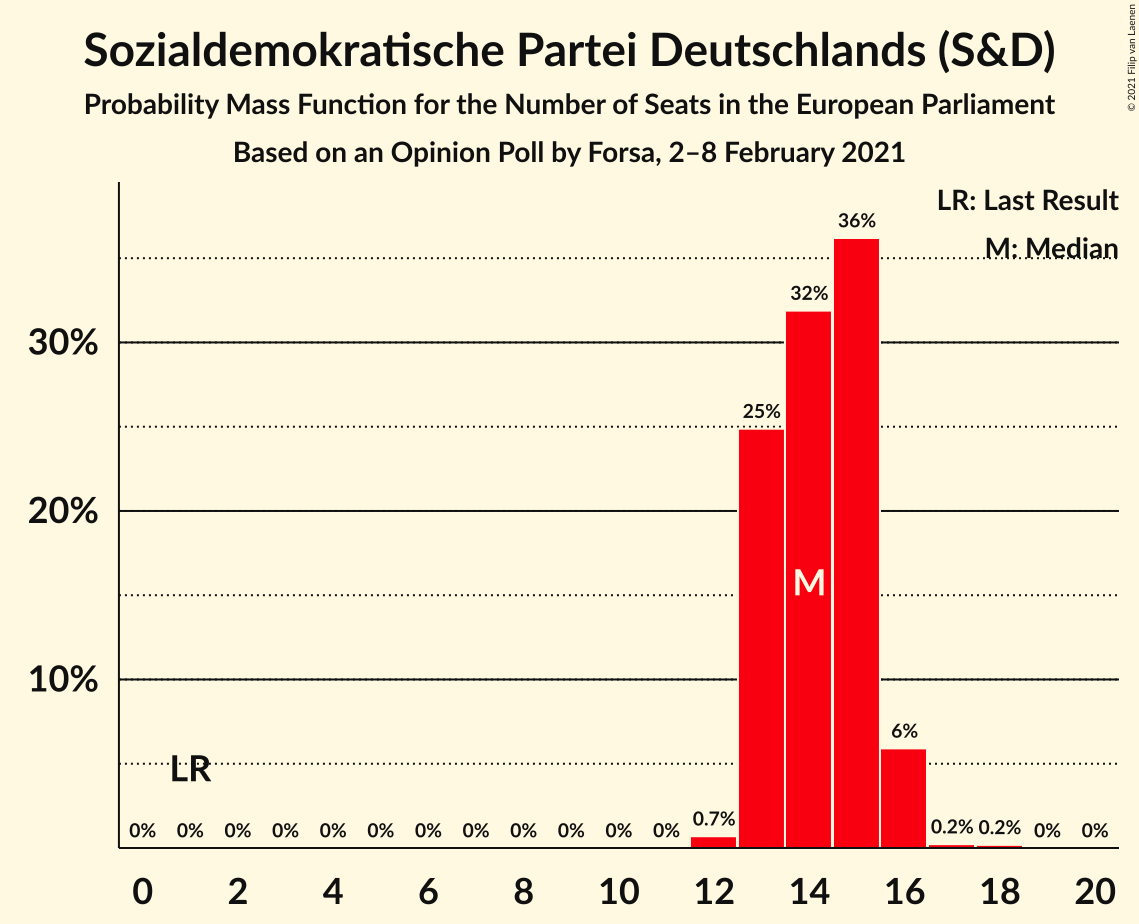 Sozialdemokratische Partei Deutschlands (S&D)
Probability Mass Function for the Number of Seats in the European Parliament
Based on an Opinion Poll by Forsa, 2–8 February 2021
© 2021 Filip van Laenen
LR: Last Result
M: Median
36%
32%
30%
25%
20%
M
10%
6%
LR
0% 0% 0% 0% 0% 0% 0% 0% 0% 0% 0% 0% 0.7% 0.2% 0.2% 0% 0%
0 2 4 6 8 10 12 14 16 18 20